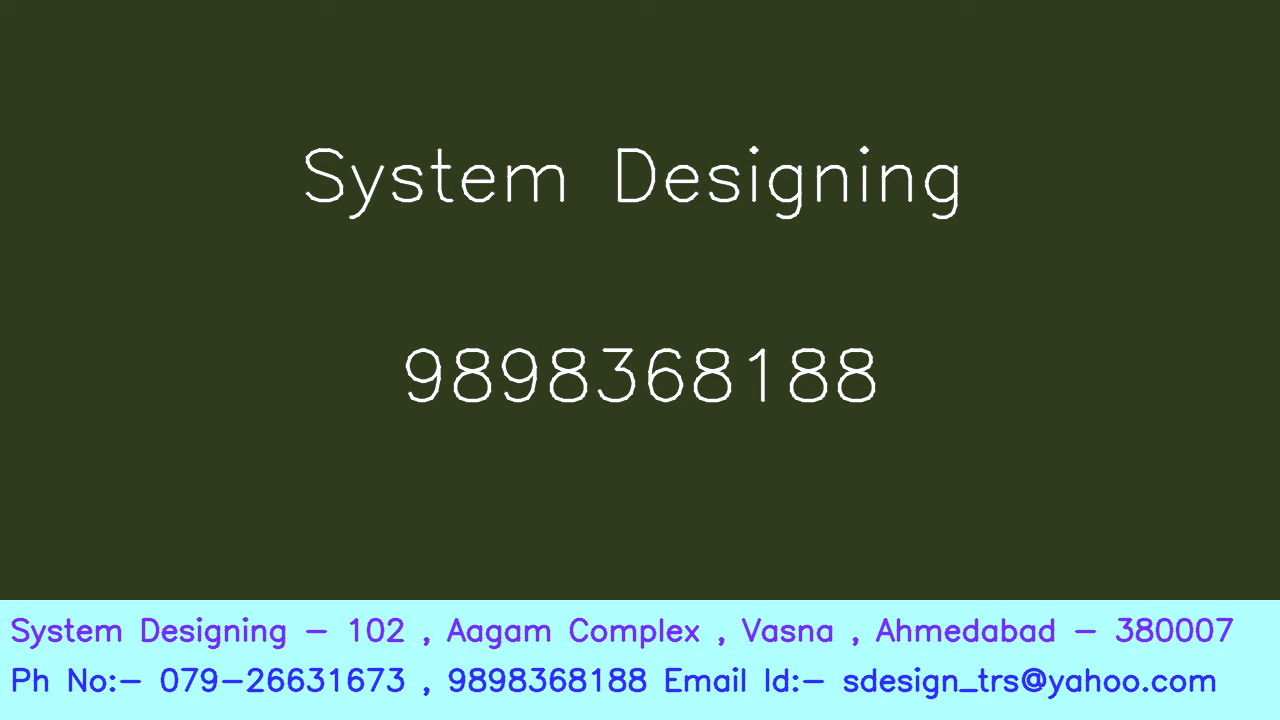 System Designing
9898368188
System Designing - 102 , Aagam Complex , Vasna , Ahmedabad - 380007
Ph No:- 079-26631673 , 9898368188 Email Id:- sdesign_trs@yahoo.com